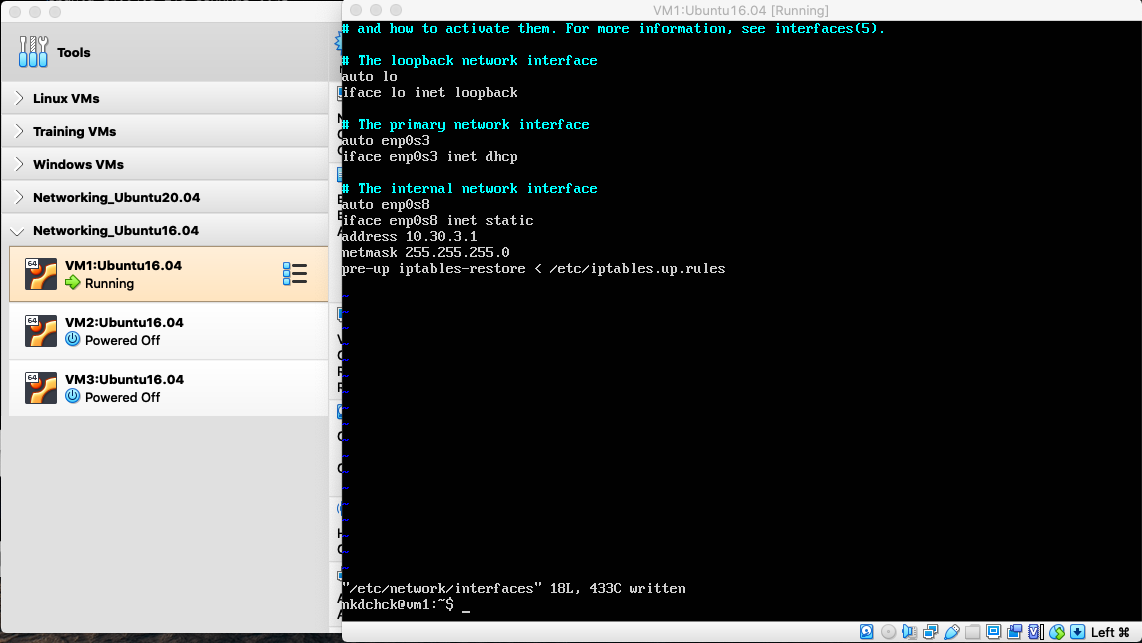 VM1:Ubuntu16.04 [Running]
Tools
Linux VMs
Training VMs
Windows VMs
Networking_Ubuntu20.04
Networking_Ubuntu16.04
64
VM1:Ubuntu16.04
Running
64
VM2:Ubuntu16.04
Powered Off
64
VM3:Ubuntu16.04
Powered Off
# and how to activate them. For more information, see interfaces(5).
# The loopback network interface
auto lo
iface lo inet loopback
# The primary network interface
auto enp0s3
iface enp0s3 inet dhcp
# The internal network interface
auto enp0s8
iface enp0s8 inet static
address 10.30.3.1
netmask 255.255.255.0
pre-up iptables-restore < /etc/iptables.up.rules
"/etc/network/interfaces" 18L, 433C written
nkdchck@vm1:~$ _
Left ⌘